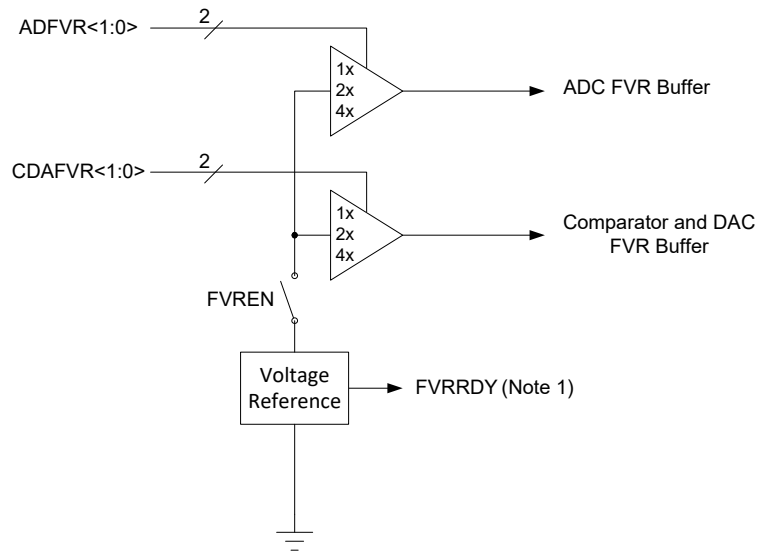 ADFVR<1:0>
2
1x
2x
4x
ADC FVR Buffer
CDAFVR<1:0>
2
1x
2x
4x
Comparator and DAC
FVR Buffer
FVREN
Voltage
Reference
FVRRDY (Note 1)